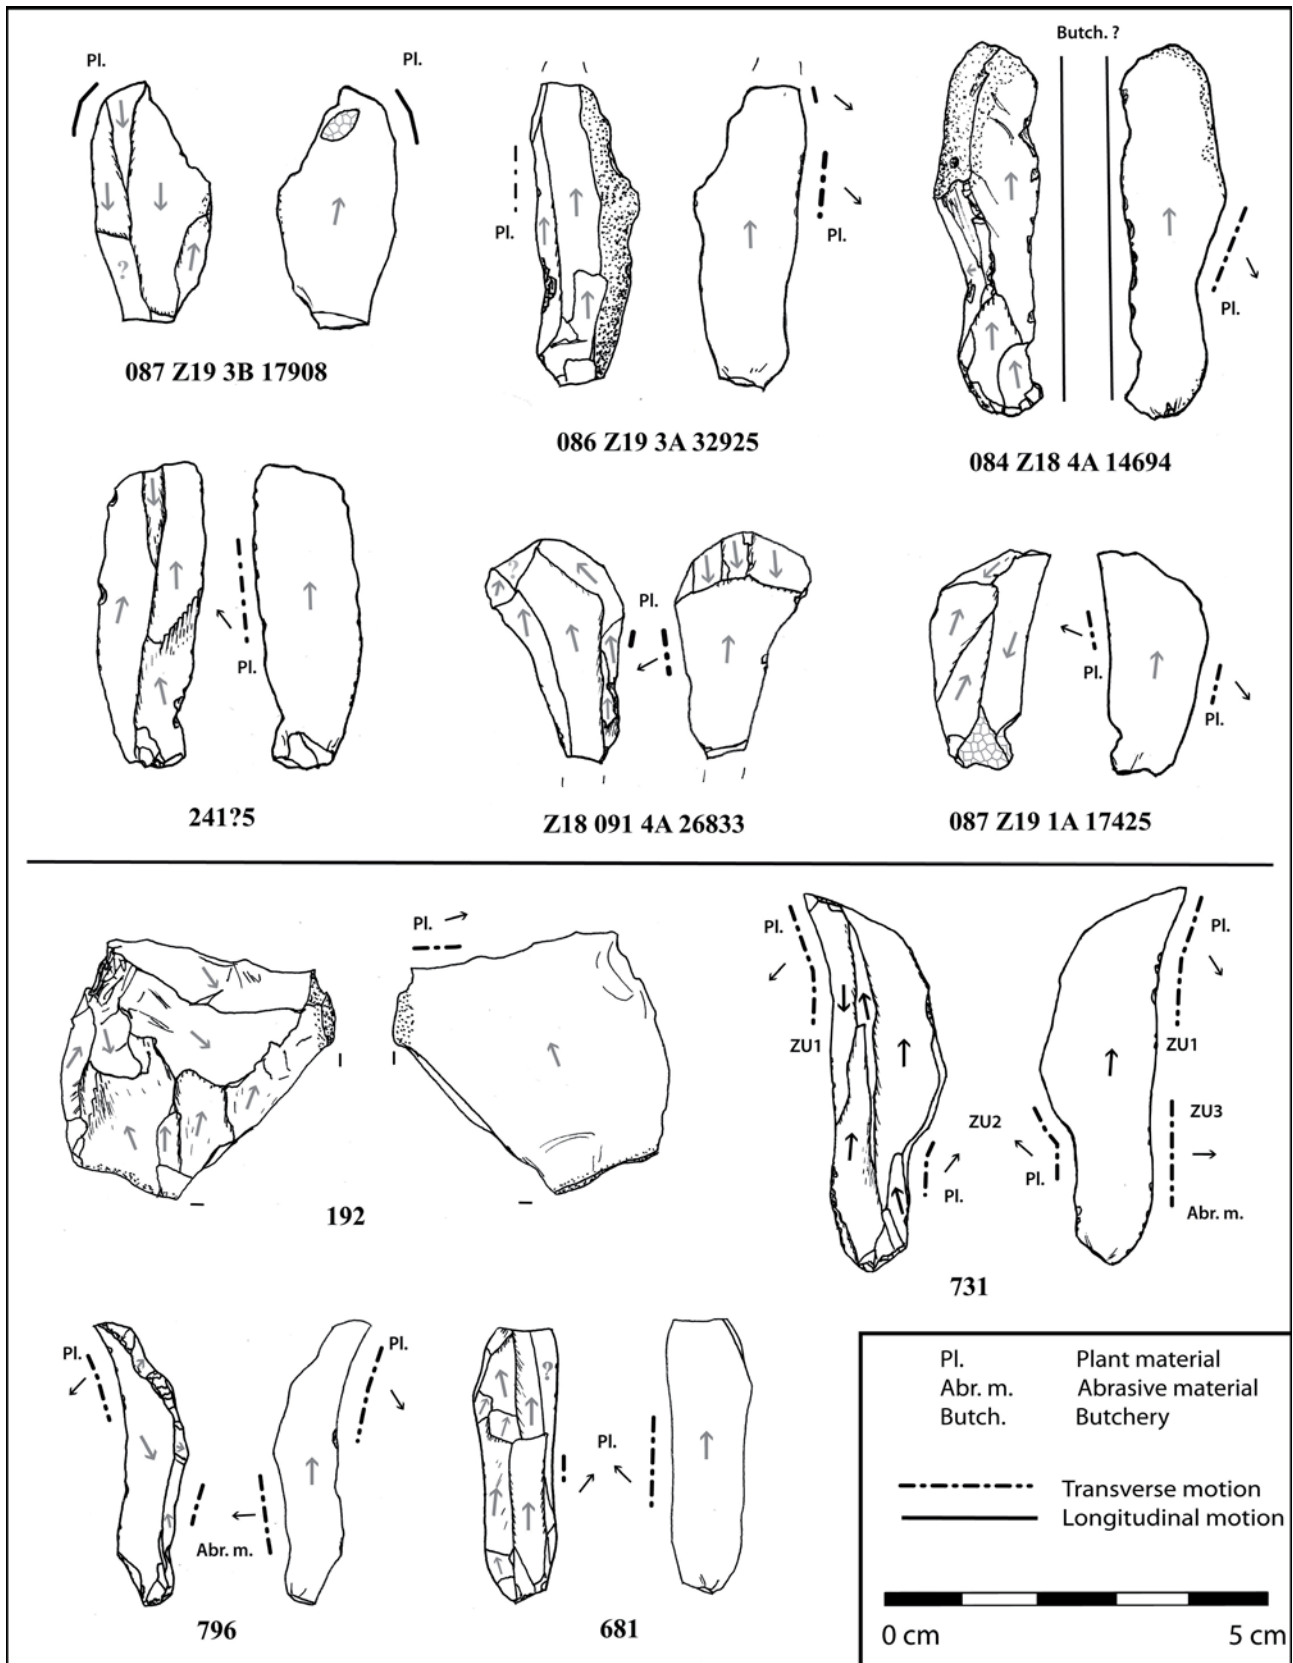 Butch. ?
Pl.
Pl.
Pl.
Pl.
Pl.
?
087 Z19 3B 17908
086 Z19 3A 32925
084 Z18 4A 14694
Pl.
?
Pl.
Pl.
Pl.
241?5
Z18 091 4A 26833
087 Z19 1A 17425
Pl.
Pl.
Pl.
ZU1
ZU1
ZU2
ZU3
Pl.
Pl.
Abr. m.
192
731
Pl.
Pl.
?
Pl.
Abr. m.
796
681
Pl. Plant material
Abr. m. Abrasive material
Butch. Butchery
Transverse motion
Longitudinal motion
0 cm 5 cm